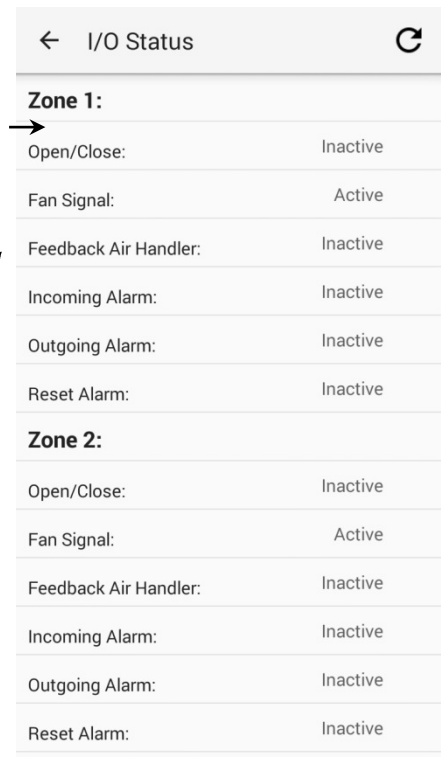 I/O Status
Zone 1:
Open/Close: Inactive
Fan Signal: Active
Feedback Air Handler: Inactive
Incoming Alarm: Inactive
Outgoing Alarm: Inactive
Reset Alarm: Inactive
Zone 2:
Open/Close: Inactive
Fan Signal: Active
Feedback Air Handler: Inactive
Incoming Alarm: Inactive
Outgoing Alarm: Inactive
Reset Alarm: Inactive